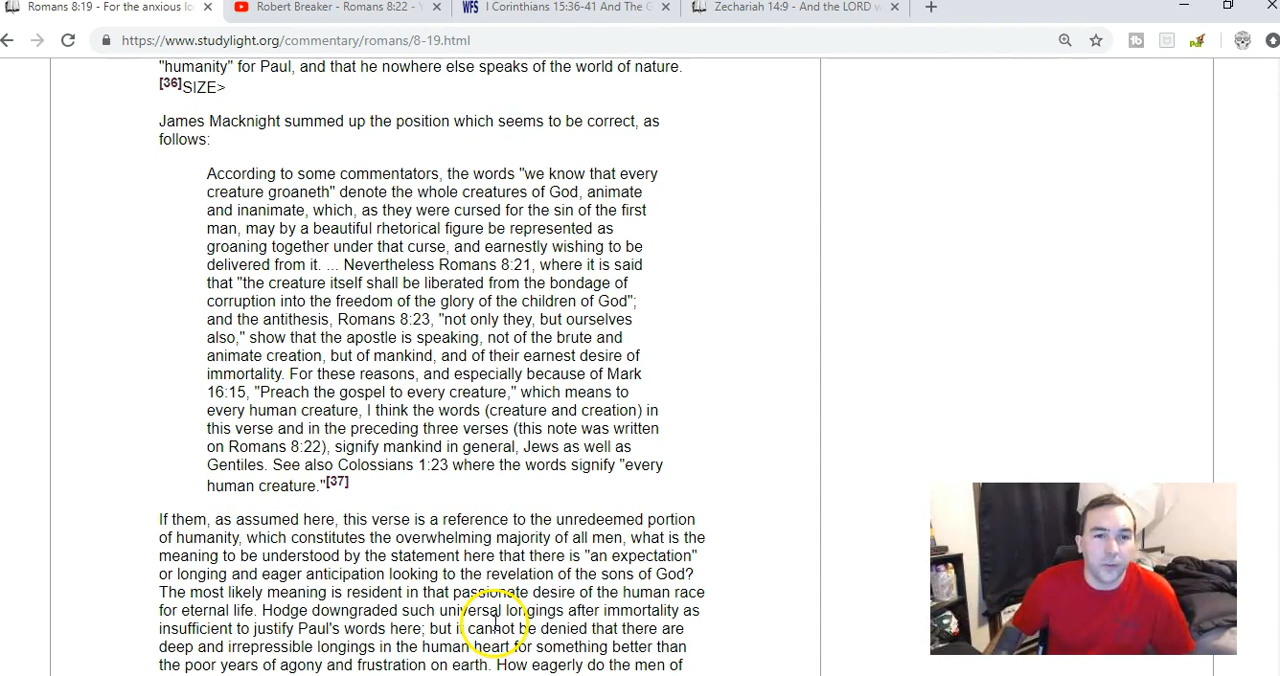 Romans 8:19 - For the anxious lo
Robert Breaker - Romans 8:22 - Y
WFS I Corinthians 15:36-41 And The G
Zechariah 14:9 - And the LORD w
https://www.studylight.org/commentary/romans/8-19.html
"humanity" for Paul, and that he nowhere else speaks of the world of nature.
[36]SIZE>
James Macknight summed up the position which seems to be correct, as
follows:
According to some commentators, the words "we know that every
creature groaneth" denote the whole creatures of God, animate
and inanimate, which, as they were cursed for the sin of the first
man, may by a beautiful rhetorical figure be represented as
groaning together under that curse, and earnestly wishing to be
delivered from it. ... Nevertheless Romans 8:21, where it is said
that "the creature itself shall be liberated from the bondage of
corruption into the freedom of the glory of the children of God";
and the antithesis, Romans 8:23, "not only they, but ourselves
also," show that the apostle is speaking, not of the brute and
animate creation, but of mankind, and of their earnest desire of
immortality. For these reasons, and especially because of Mark
16:15, "Preach the gospel to every creature," which means to
every human creature, I think the words (creature and creation) in
this verse and in the preceding three verses (this note was written
on Romans 8:22), signify mankind in general, Jews as well as
Gentiles. See also Colossians 1:23 where the words signify "every
human creature."[37]
If them, as assumed here, this verse is a reference to the unredeemed portion
of humanity, which constitutes the overwhelming majority of all men, what is the
meaning to be understood by the statement here that there is "an expectation"
or longing and eager anticipation looking to the revelation of the sons of God?
The most likely meaning is resident in that passionate desire of the human race
for eternal life. Hodge downgraded such universal longings after immortality as
insufficient to justify Paul's words here; but it cannot be denied that there are
deep and irrepressible longings in the human heart for something better than
the poor years of agony and frustration on earth. How eagerly do the men of